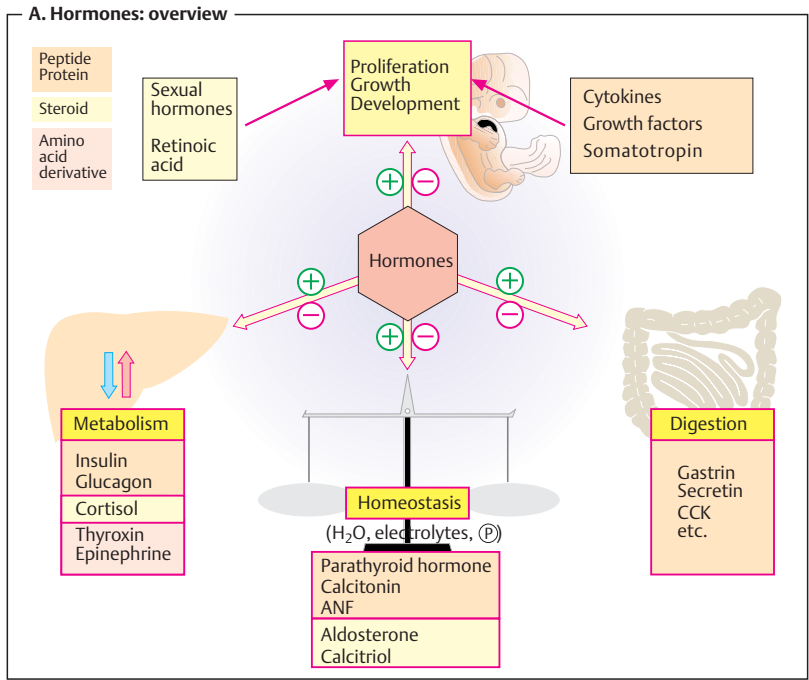 A. Hormones: overview
Peptide
Protein
Steroid
Amino
acid
derivative
Sexual
hormones
Retinoic
acid
Proliferation
Growth
Development
Cytokines
Growth factors
Somatotropin
+ −
Hormones
+
−
+
−
+ −
Metabolism
Insulin
Glucagon
Cortisol
Thyroxin
Epinephrine
Homeostasis
(H₂O, electrolytes, Ⓟ)
Parathyroid hormone
Calcitonin
ANF
Aldosterone
Calcitriol
Digestion
Gastrin
Secretin
CCK
etc.